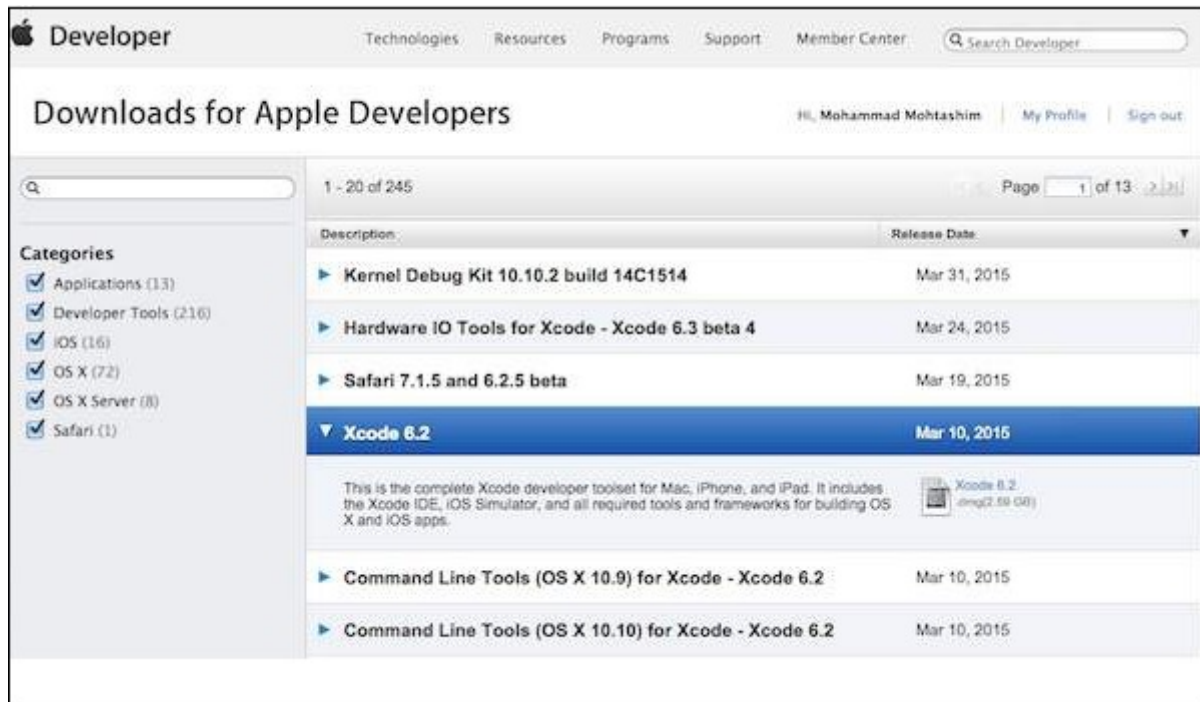 Developer
Technologies Resources Programs Support Member Center Search Developer
Downloads for Apple Developers
Hi, Mohammad Mohtashim My Profile Sign out
1 - 20 of 245 Page 1 of 13
Description Release Date
Categories
Applications (13)
Developer Tools (216)
iOS (16)
OS X (72)
OS X Server (8)
Safari (1)
Kernel Debug Kit 10.10.2 build 14C1514 Mar 31, 2015
Hardware IO Tools for Xcode - Xcode 6.3 beta 4 Mar 24, 2015
Safari 7.1.5 and 6.2.5 beta Mar 19, 2015
Xcode 6.2 Mar 10, 2015
This is the complete Xcode developer toolset for Mac, iPhone, and iPad. It includes
the Xcode IDE, iOS Simulator, and all required tools and frameworks for building OS
X and iOS apps.
Xcode 6.2
.dmg(2.59 GB)
Command Line Tools (OS X 10.9) for Xcode - Xcode 6.2 Mar 10, 2015
Command Line Tools (OS X 10.10) for Xcode - Xcode 6.2 Mar 10, 2015